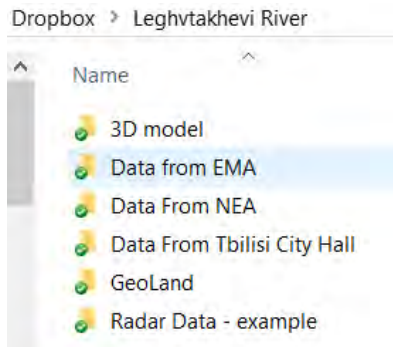 Dropbox > Leghvtakhevi River
Name
3D model
Data from EMA
Data From NEA
Data From Tbilisi City Hall
GeoLand
Radar Data - example